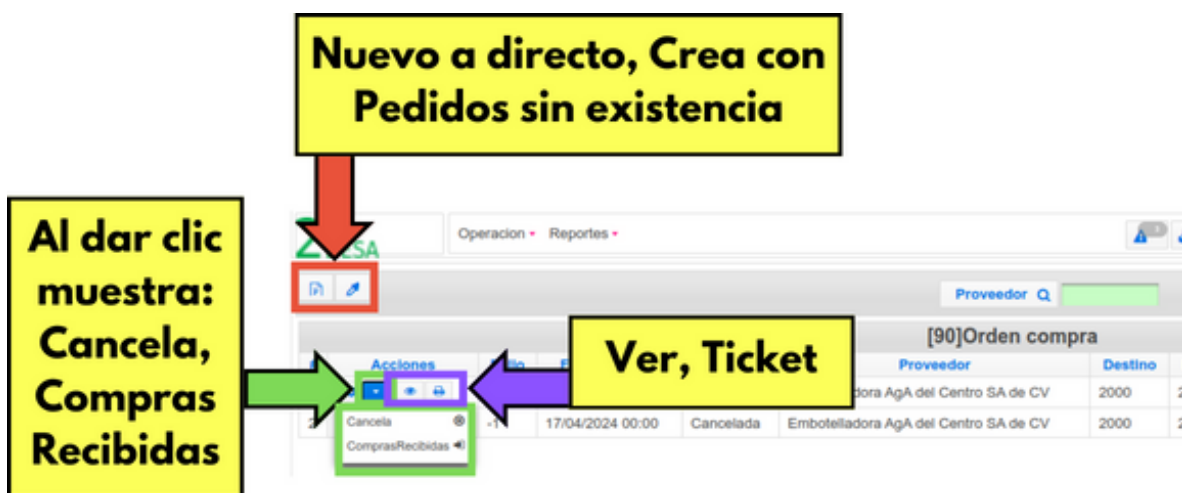 Nuevo a directo, Crea con
Pedidos sin existencia
Al dar clic
muestra:
Cancela,
Compras
Recibidas
Operacion Reportes
Proveedor
[90]Orden compra
Ver, Ticket
Acciones Proveedor Destino
AgA del Centro SA de CV 2000
Cancela -1 17/04/2024 00:00 Cancelada Embotelladora AgA del Centro SA de CV 2000
ComprasRecibidas